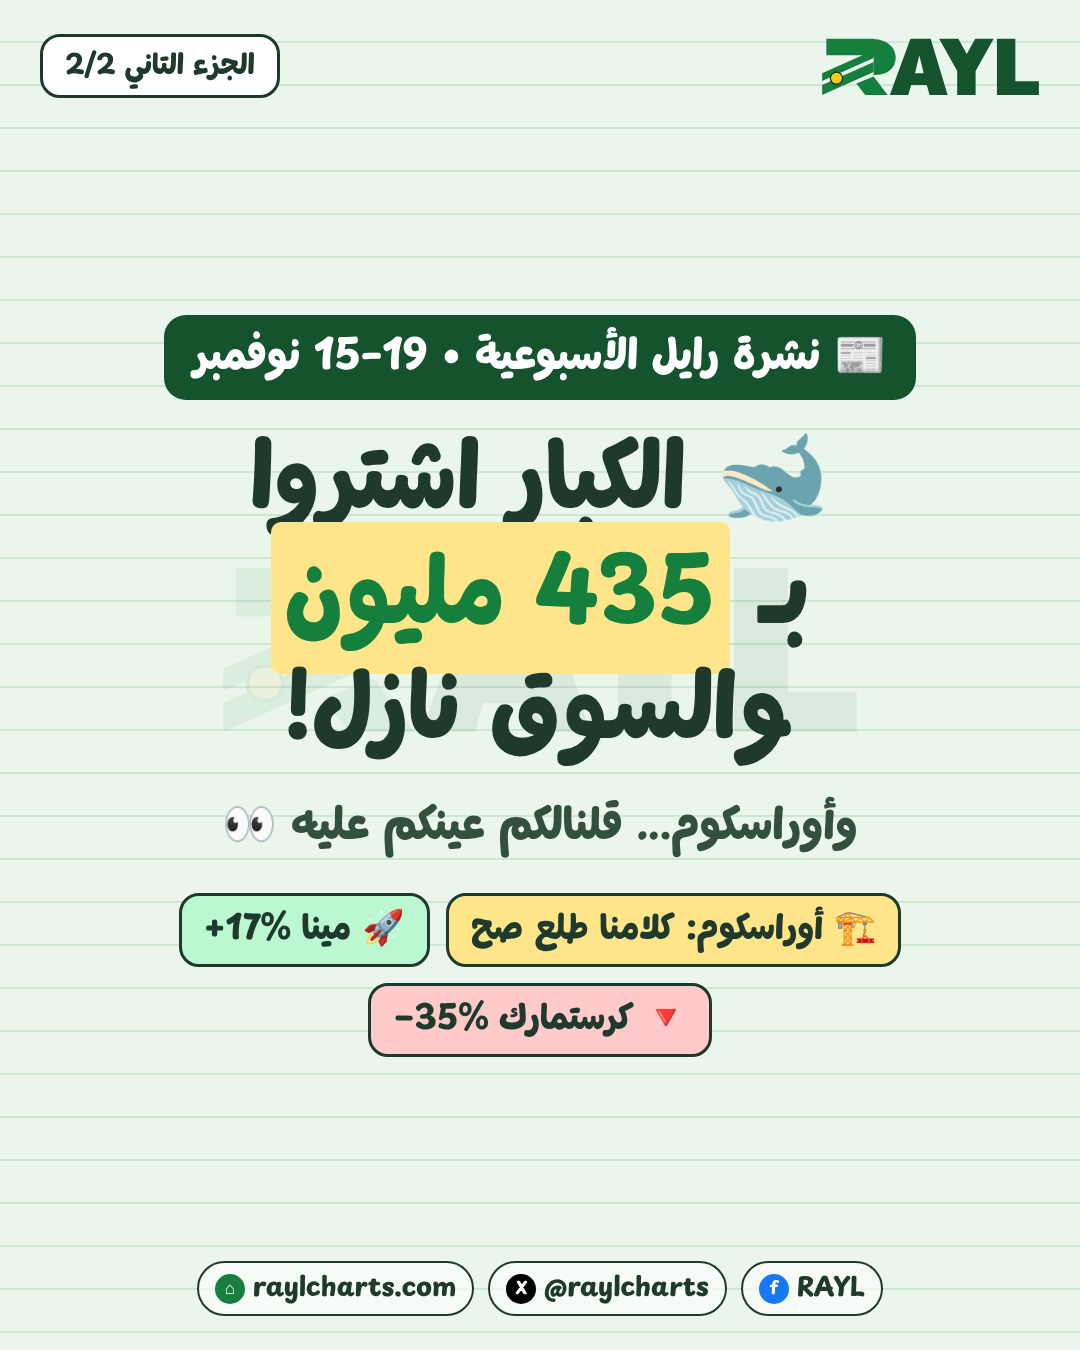 RAYL
الجزء التاني 2/2
📰 نشرة رايل الأسبوعية • 15-19 نوفمبر
🐳 الكبار اشتروا
بـ 435 مليون
والسوق نازل!
وأوراسكوم... قلنالكم عينكم عليه 👀
🏗️ أوراسكوم: كلامنا طلع صح
🚀 مينا 17%+
🔻 كرستمارك 35%-
RAYL
@raylcharts
raylcharts.com